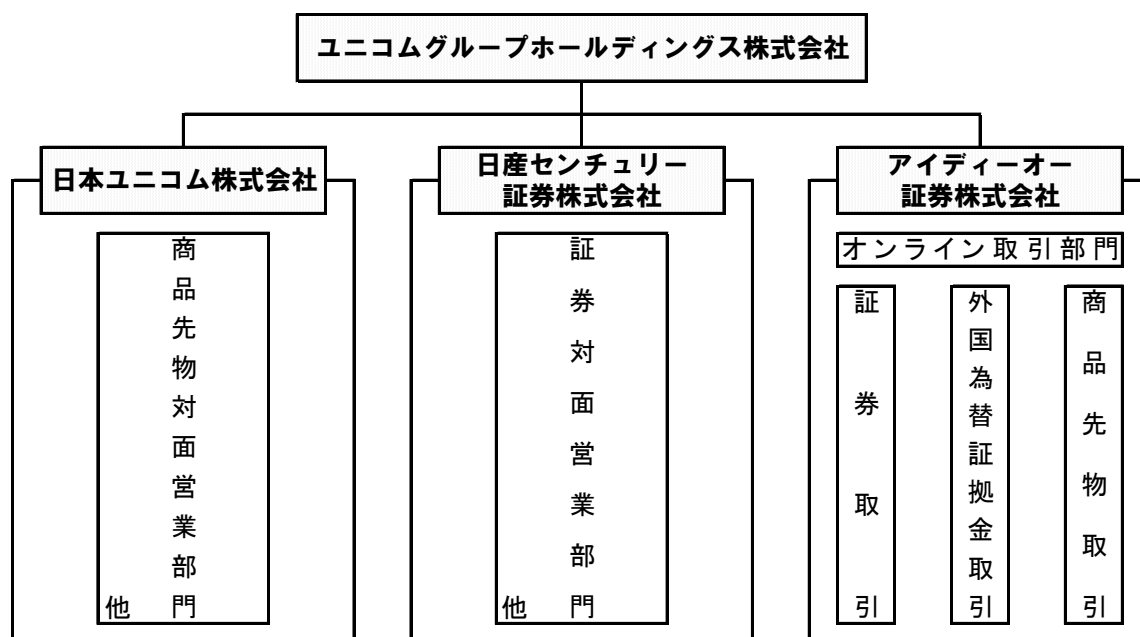 ユニコムグループホールディングス株式会社
日本ユニコム株式会社
商品先物対面営業部門
他
日産センチュリー
証券株式会社
証券対面営業部門
他
アイディーオー
証券株式会社
オンライン取引部門
証券取引
外国為替証拠金取引
商品先物取引